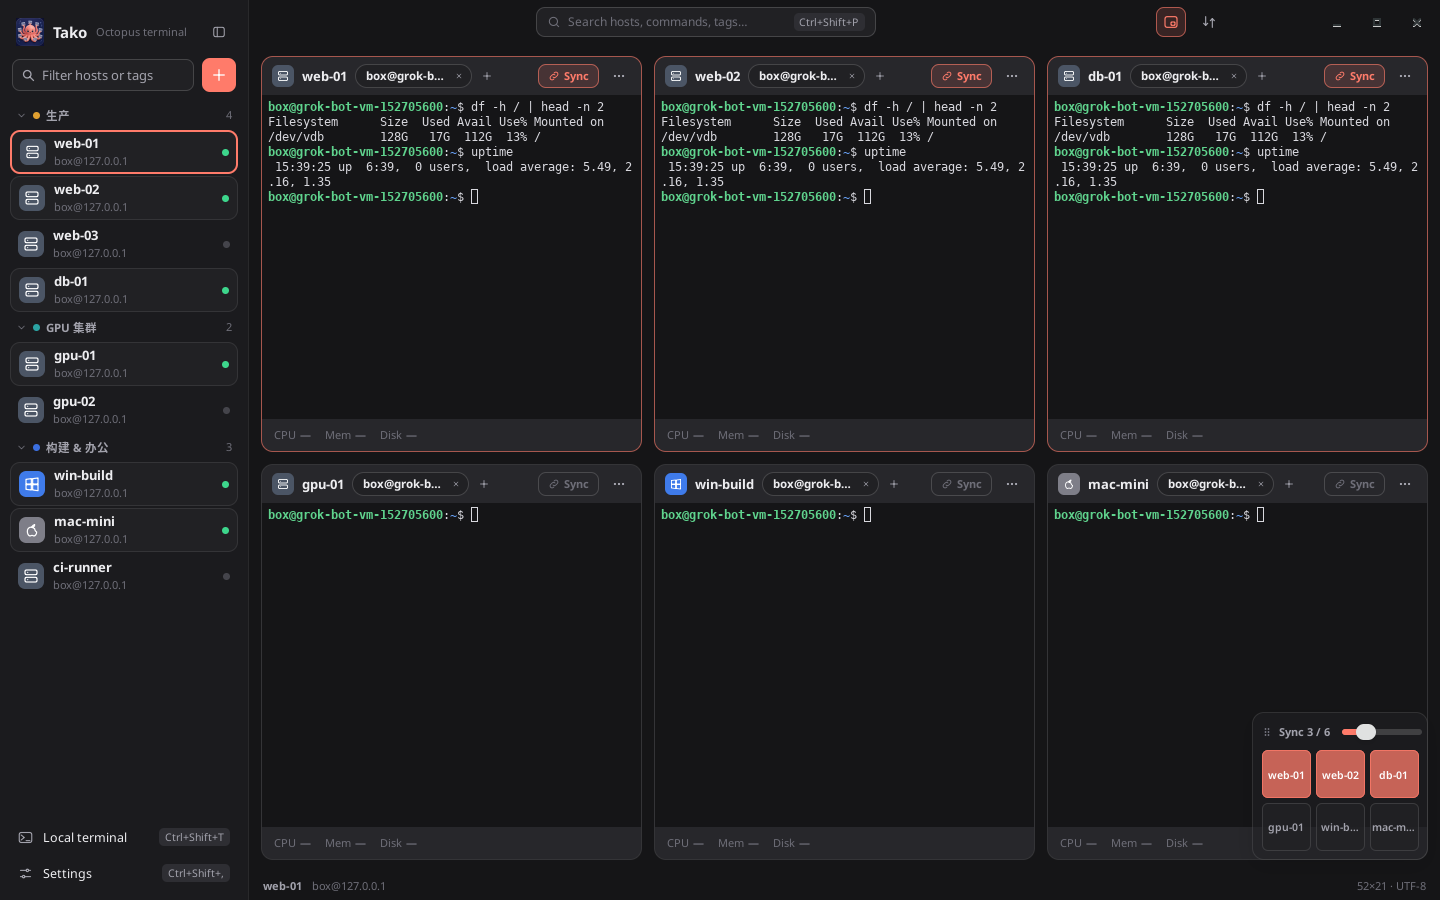 Tako Octopus terminal
Search hosts, commands, tags... Ctrl+Shift+P
Filter hosts or tags
生产 4
web-01
box@127.0.0.1
web-02
box@127.0.0.1
web-03
box@127.0.0.1
db-01
box@127.0.0.1
GPU 集群 2
gpu-01
box@127.0.0.1
gpu-02
box@127.0.0.1
构建 & 办公 3
win-build
box@127.0.0.1
mac-mini
box@127.0.0.1
ci-runner
box@127.0.0.1
Local terminal Ctrl+Shift+T
Settings Ctrl+Shift+,
web-01 box@grok-b... × + Sync ...
box@grok-bot-vm-152705600:~$ df -h / | head -n 2
Filesystem      Size  Used Avail Use% Mounted on
/dev/vdb        128G   17G  112G  13% /
box@grok-bot-vm-152705600:~$ uptime
 15:39:25 up  6:39,  0 users,  load average: 5.49, 2
.16, 1.35
box@grok-bot-vm-152705600:~$
CPU — Mem — Disk —
web-02 box@grok-b... × + Sync ...
box@grok-bot-vm-152705600:~$ df -h / | head -n 2
Filesystem      Size  Used Avail Use% Mounted on
/dev/vdb        128G   17G  112G  13% /
box@grok-bot-vm-152705600:~$ uptime
 15:39:25 up  6:39,  0 users,  load average: 5.49, 2
.16, 1.35
box@grok-bot-vm-152705600:~$
CPU — Mem — Disk —
db-01 box@grok-b... × + Sync ...
box@grok-bot-vm-152705600:~$ df -h / | head -n 2
Filesystem      Size  Used Avail Use% Mounted on
/dev/vdb        128G   17G  112G  13% /
box@grok-bot-vm-152705600:~$ uptime
 15:39:25 up  6:39,  0 users,  load average: 5.49, 2
.16, 1.35
box@grok-bot-vm-152705600:~$
CPU — Mem — Disk —
gpu-01 box@grok-b... × + Sync ...
box@grok-bot-vm-152705600:~$
CPU — Mem — Disk —
win-build box@grok-b... × + Sync ...
box@grok-bot-vm-152705600:~$
CPU — Mem — Disk —
mac-mini box@grok-b... × + Sync ...
box@grok-bot-vm-152705600:~$
CPU — Mem — Disk —
Sync 3 / 6
web-01 web-02 db-01
gpu-01 win-b... mac-m...
web-01 box@127.0.0.1
52×21 · UTF-8